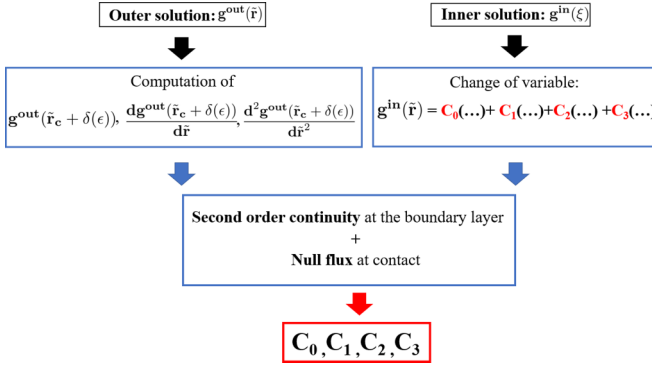 Outer solution: g^out(r̃)
Inner solution: g^in(ξ)
Computation of
g^out(r̃_c + δ(ϵ)), dg^out(r̃_c + δ(ϵ))/dr̃, d²g^out(r̃_c + δ(ϵ))/dr̃²
Change of variable:
g^in(r̃) = C_0(…)+ C_1(…)+C_2(…) +C_3(…)
Second order continuity at the boundary layer
+
Null flux at contact
C_0, C_1, C_2, C_3